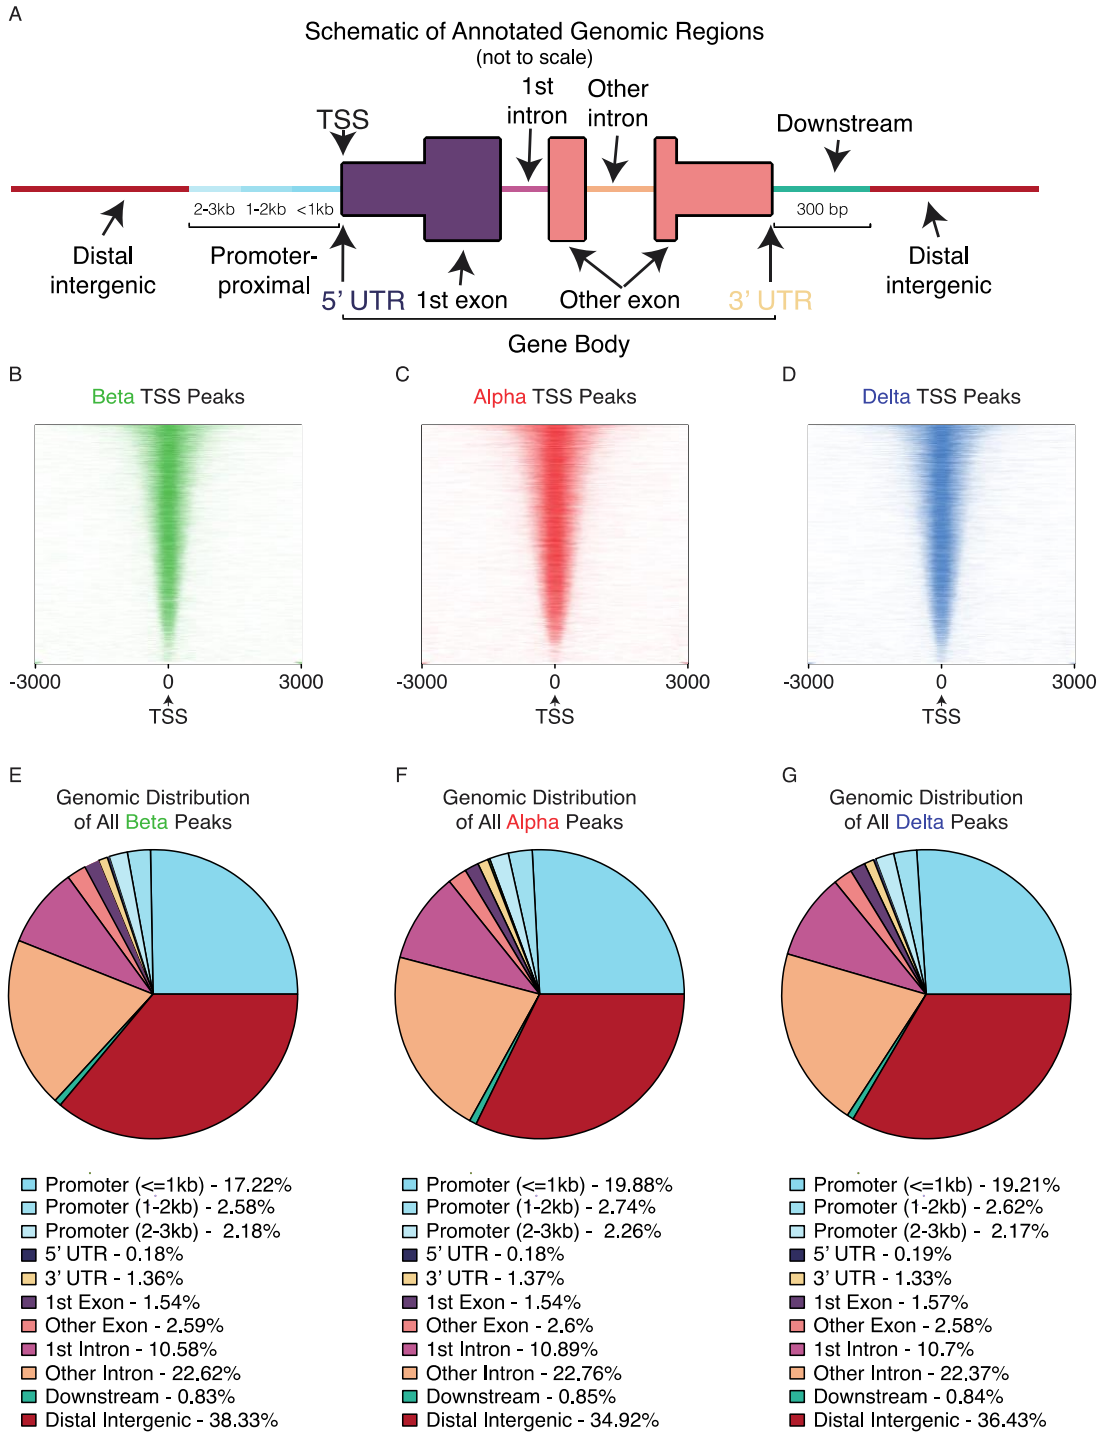 A
Schematic of Annotated Genomic Regions
(not to scale)
1st
intron
Other
intron
TSS
Downstream
2-3kb 1-2kb <1kb
300 bp
Distal
intergenic
Promoter-
proximal
5' UTR
1st exon
Other exon
3' UTR
Distal
intergenic
Gene Body
B
Beta TSS Peaks
-3000 0 3000
TSS
C
Alpha TSS Peaks
-3000 0 3000
TSS
D
Delta TSS Peaks
-3000 0 3000
TSS
E
Genomic Distribution
of All Beta Peaks
Promoter (<=1kb) - 17.22%
Promoter (1-2kb) - 2.58%
Promoter (2-3kb) - 2.18%
5' UTR - 0.18%
3' UTR - 1.36%
1st Exon - 1.54%
Other Exon - 2.59%
1st Intron - 10.58%
Other Intron - 22.62%
Downstream - 0.83%
Distal Intergenic - 38.33%
F
Genomic Distribution
of All Alpha Peaks
Promoter (<=1kb) - 19.88%
Promoter (1-2kb) - 2.74%
Promoter (2-3kb) - 2.26%
5' UTR - 0.18%
3' UTR - 1.37%
1st Exon - 1.54%
Other Exon - 2.6%
1st Intron - 10.89%
Other Intron - 22.76%
Downstream - 0.85%
Distal Intergenic - 34.92%
G
Genomic Distribution
of All Delta Peaks
Promoter (<=1kb) - 19.21%
Promoter (1-2kb) - 2.62%
Promoter (2-3kb) - 2.17%
5' UTR - 0.19%
3' UTR - 1.33%
1st Exon - 1.57%
Other Exon - 2.58%
1st Intron - 10.7%
Other Intron - 22.37%
Downstream - 0.84%
Distal Intergenic - 36.43%